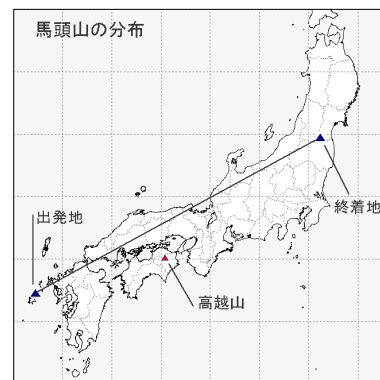 馬頭山の分布
出発地
終着地
高越山